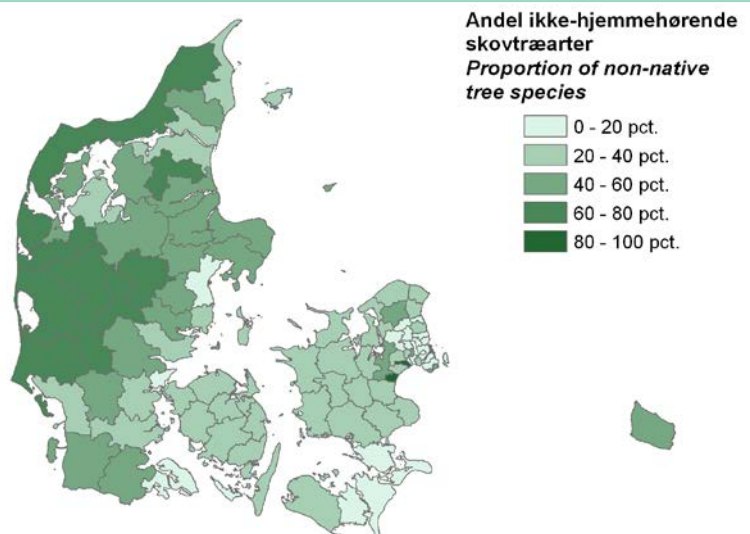 Andel ikke-hjemmehørende
skovtræarter
Proportion of non-native
tree species
0 - 20 pct.
20 - 40 pct.
40 - 60 pct.
60 - 80 pct.
80 - 100 pct.